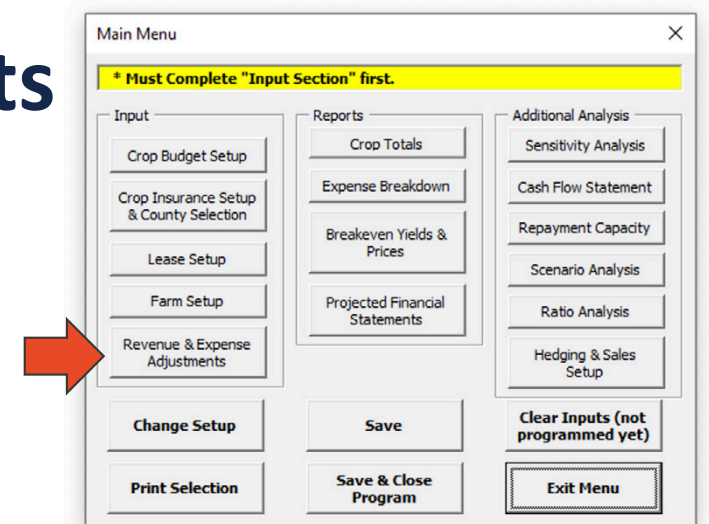 ts
Main Menu
* Must Complete "Input Section" first.
Input
Crop Budget Setup
Crop Insurance Setup
& County Selection
Lease Setup
Farm Setup
Revenue & Expense
Adjustments
Reports
Crop Totals
Expense Breakdown
Breakeven Yields &
Prices
Projected Financial
Statements
Additional Analysis
Sensitivity Analysis
Cash Flow Statement
Repayment Capacity
Scenario Analysis
Ratio Analysis
Hedging & Sales
Setup
Change Setup
Save
Clear Inputs (not
programmed yet)
Print Selection
Save & Close
Program
Exit Menu